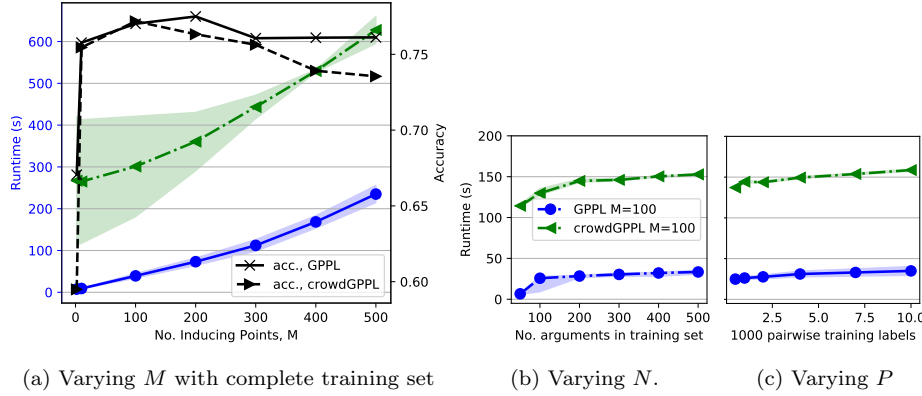 600
500
400
300
200
100
0
Runtime (s)
0.75
0.70
0.65
0.60
Accuracy
acc., GPPL
acc., crowdGPPL
0 100 200 300 400 500
No. Inducing Points, M
(a) Varying M with complete training set
200
150
100
50
0
Runtime (s)
GPPL M=100
crowdGPPL M=100
100 200 300 400 500
No. arguments in training set
(b) Varying N.
2.5 5.0 7.5 10.0
1000 pairwise training labels
(c) Varying P